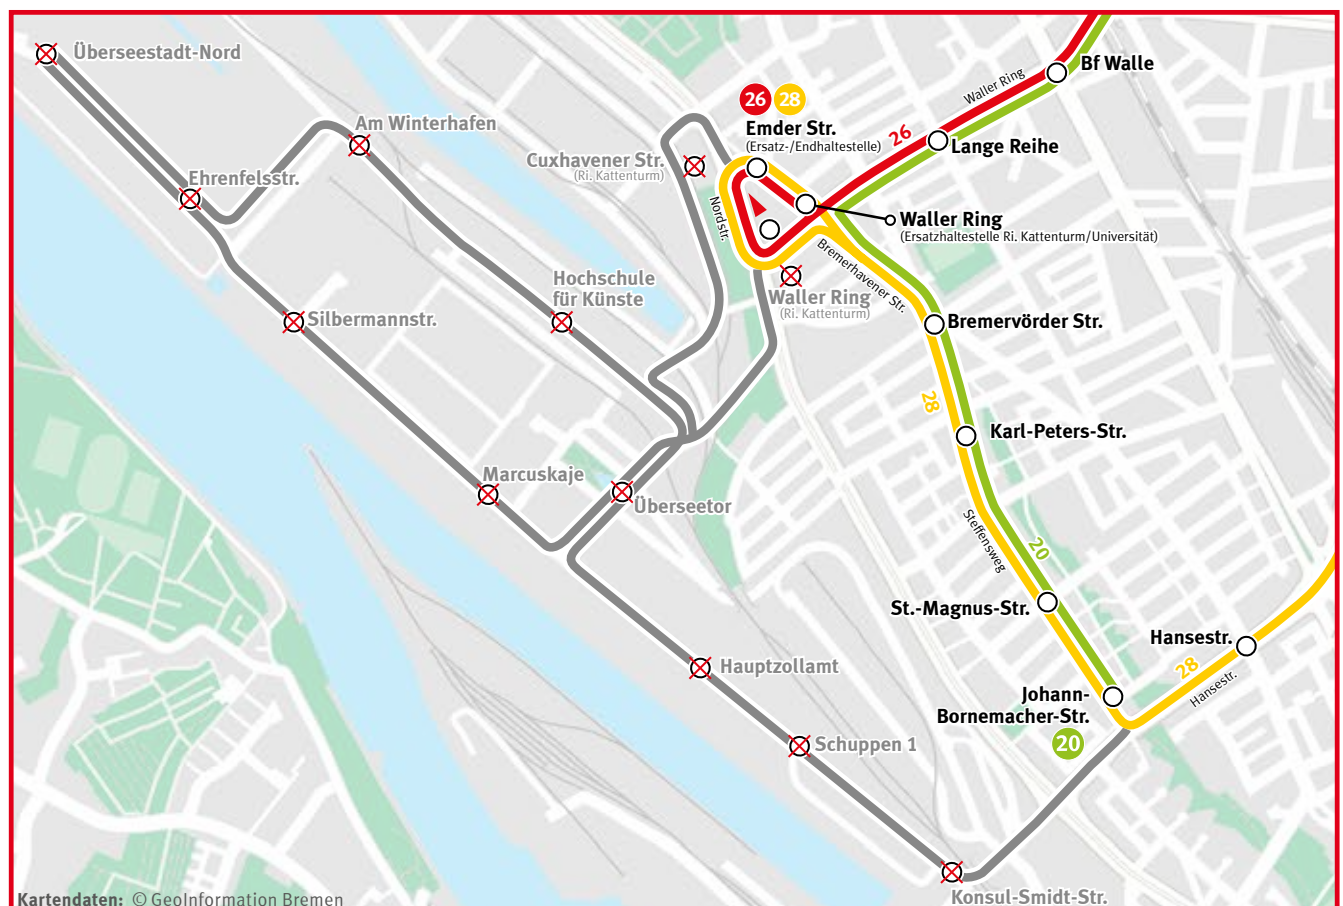 Überseestadt-Nord
Am Winterhafen
Ehrenfelsstr.
Cuxhavener Str.
(Ri. Kattenturm)
26 28
Emder Str.
(Ersatz-/Endhaltestelle)
26
Waller Ring
Bf Walle
Lange Reihe
Waller Ring
(Ersatzhaltestelle Ri. Kattenturm/Universität)
Nordstr.
Bremerhavener Str.
Waller Ring
(Ri. Kattenturm)
Hochschule
für Künste
Silbermannstr.
Bremervörder Str.
28
Karl-Peters-Str.
Marcuskaje
Überseetor
Steffensweg
20
St.-Magnus-Str.
Hansestr.
28
Hansestr.
Hauptzollamt
Johann-
Bornemacher-Str.
20
Schuppen 1
Konsul-Smidt-Str.
Kartendaten: © GeoInformation Bremen